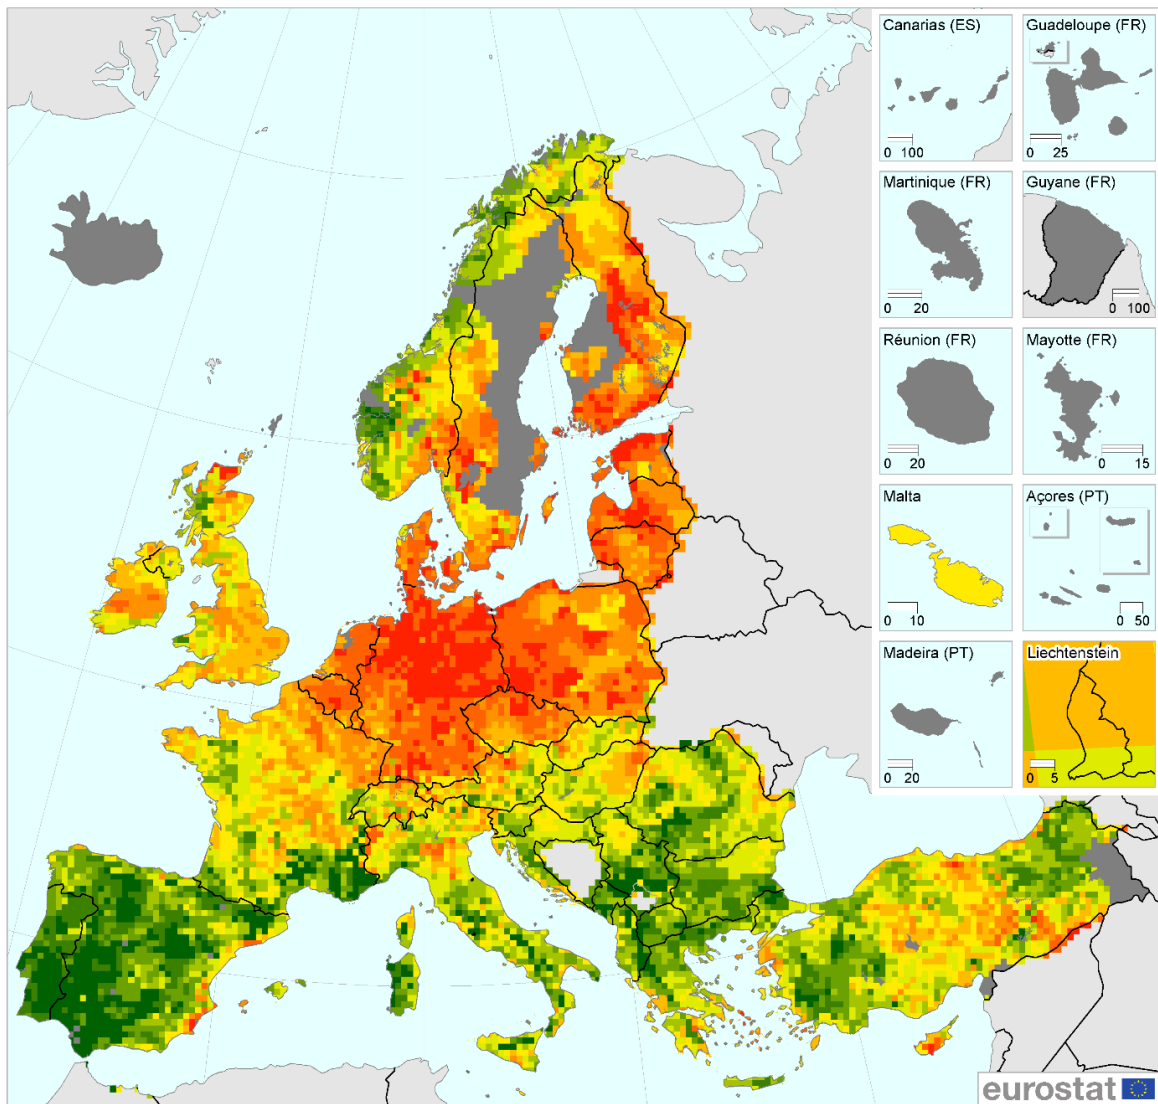 Canarias (ES)
0 100
Guadeloupe (FR)
0 25
Martinique (FR)
0 20
Guyane (FR)
0 100
Réunion (FR)
0 20
Mayotte (FR)
0 15
Malta
0 10
Açores (PT)
0 50
Madeira (PT)
0 20
Liechtenstein
0 5
eurostat